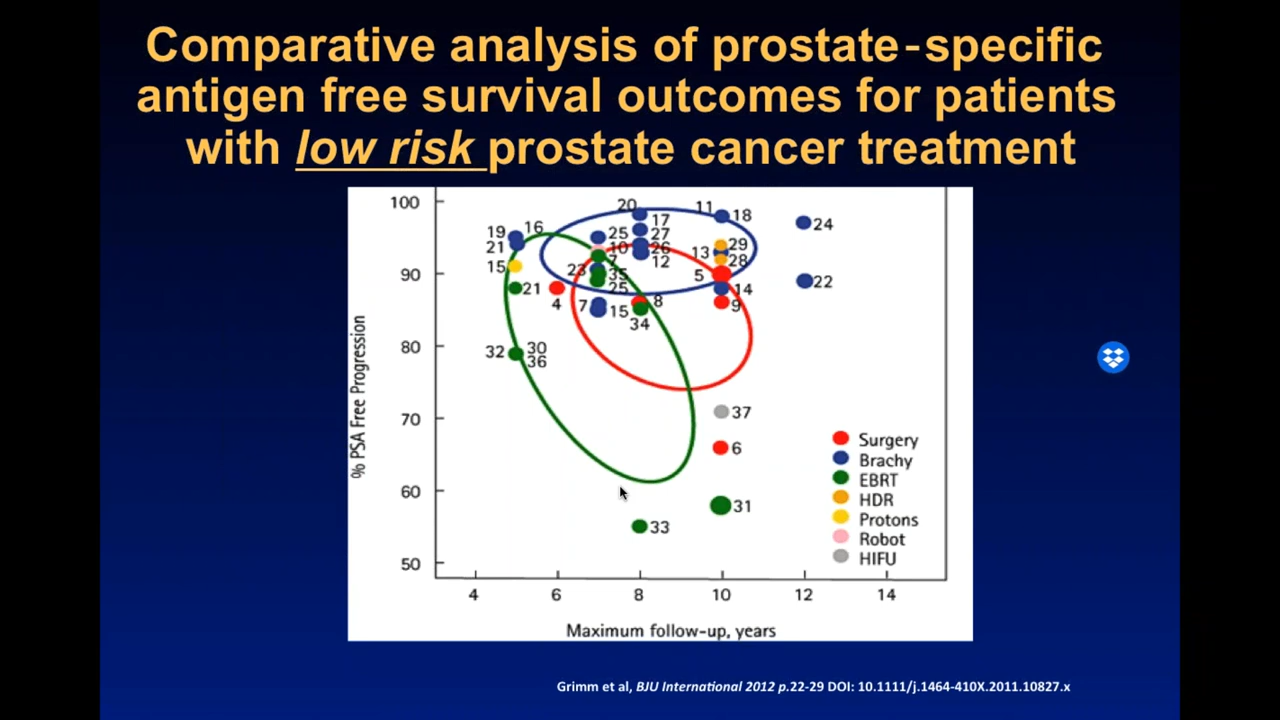 Comparative analysis of prostate-specific
antigen free survival outcomes for patients
with low risk prostate cancer treatment
100
90
80
70
60
50
% PSA Free Progression
4 6 8 10 12 14
Maximum follow-up, years
19 16
21
15
21
32 30
36
4
25
10
7
23 35
25
7 15
20
17
27
26
12
8
34
33
11 18
29
13
28
5
14
9
37
6
31
24
22
Surgery
Brachy
EBRT
HDR
Protons
Robot
HIFU
Grimm et al, BJU International 2012 p.22-29 DOI: 10.1111/j.1464-410X.2011.10827.x